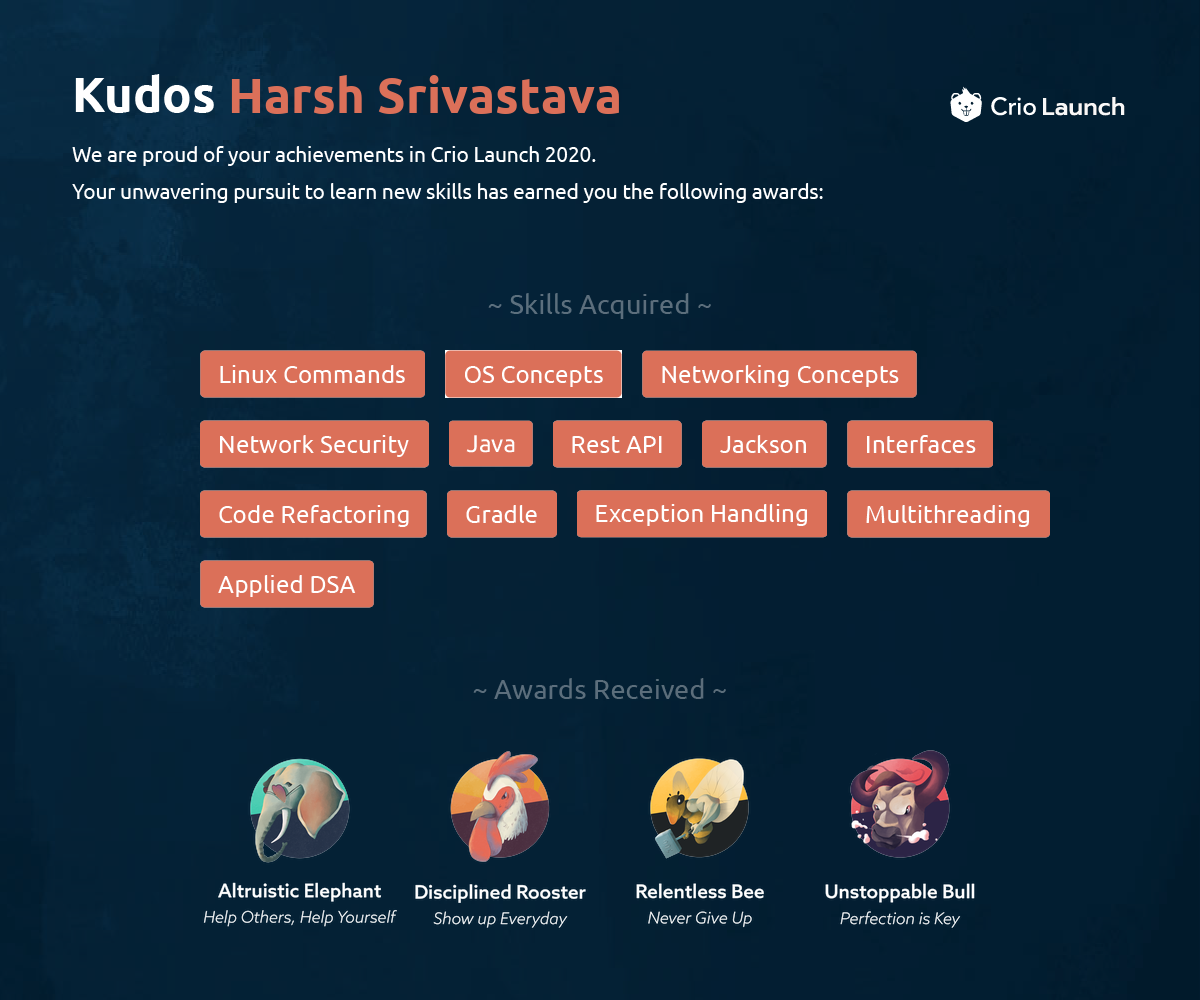 Kudos Harsh Srivastava
Crio Launch
We are proud of your achievements in Crio Launch 2020.
Your unwavering pursuit to learn new skills has earned you the following awards:
~ Skills Acquired ~
Linux Commands OS Concepts Networking Concepts
Network Security Java Rest API Jackson Interfaces
Code Refactoring Gradle Exception Handling Multithreading
Applied DSA
~ Awards Received ~
Altruistic Elephant Disciplined Rooster Relentless Bee Unstoppable Bull
Help Others, Help Yourself Show up Everyday Never Give Up Perfection is Key